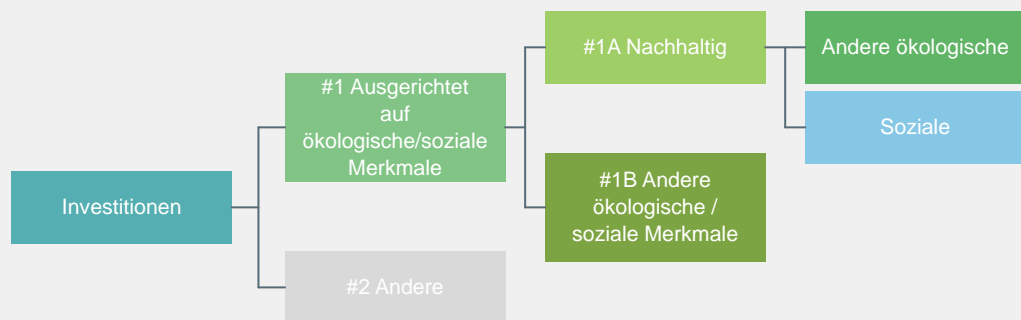 Investitionen
#1 Ausgerichtet
auf
ökologische/soziale
Merkmale
#2 Andere
#1A Nachhaltig
#1B Andere
ökologische /
soziale Merkmale
Andere ökologische
Soziale